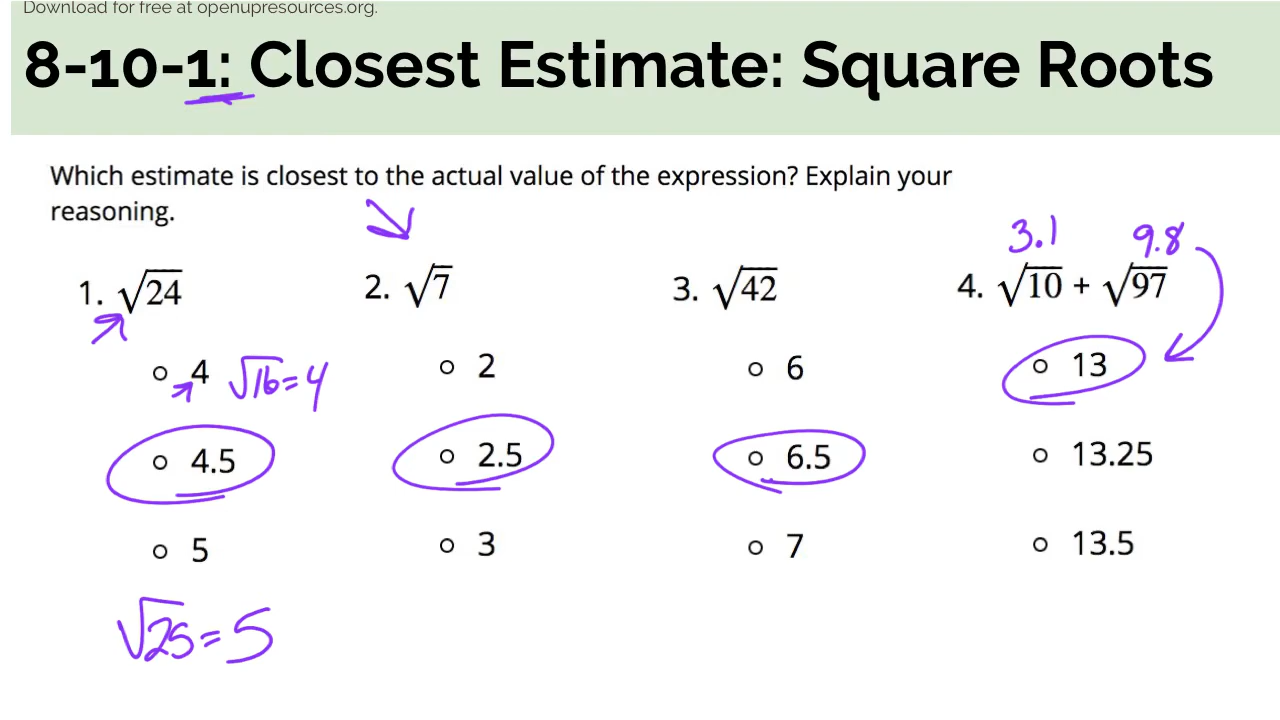 Download for free at openupresources.org.
8-10-1: Closest Estimate: Square Roots
Which estimate is closest to the actual value of the expression? Explain your
reasoning.
3.1 9.8
1. √24 2. √7 3. √42 4. √10 + √97
4 √16=4 2 6 13
4.5 2.5 6.5 13.25
5 3 7 13.5
√25=5